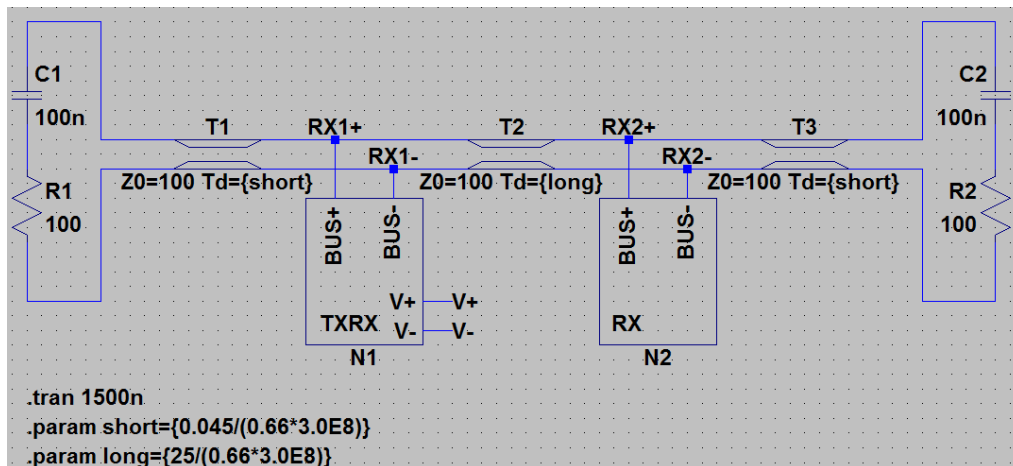 C1
100n
R1
100
T1
Z0=100 Td={short}
RX1+
RX1-
T2
Z0=100 Td={long}
RX2+
RX2-
T3
Z0=100 Td={short}
C2
100n
R2
100
BUS+
BUS-
V+
V+
TXRX
V-
V-
N1
BUS+
BUS-
RX
N2
.tran 1500n
.param short={0.045/(0.66*3.0E8)}
.param long={25/(0.66*3.0E8)}